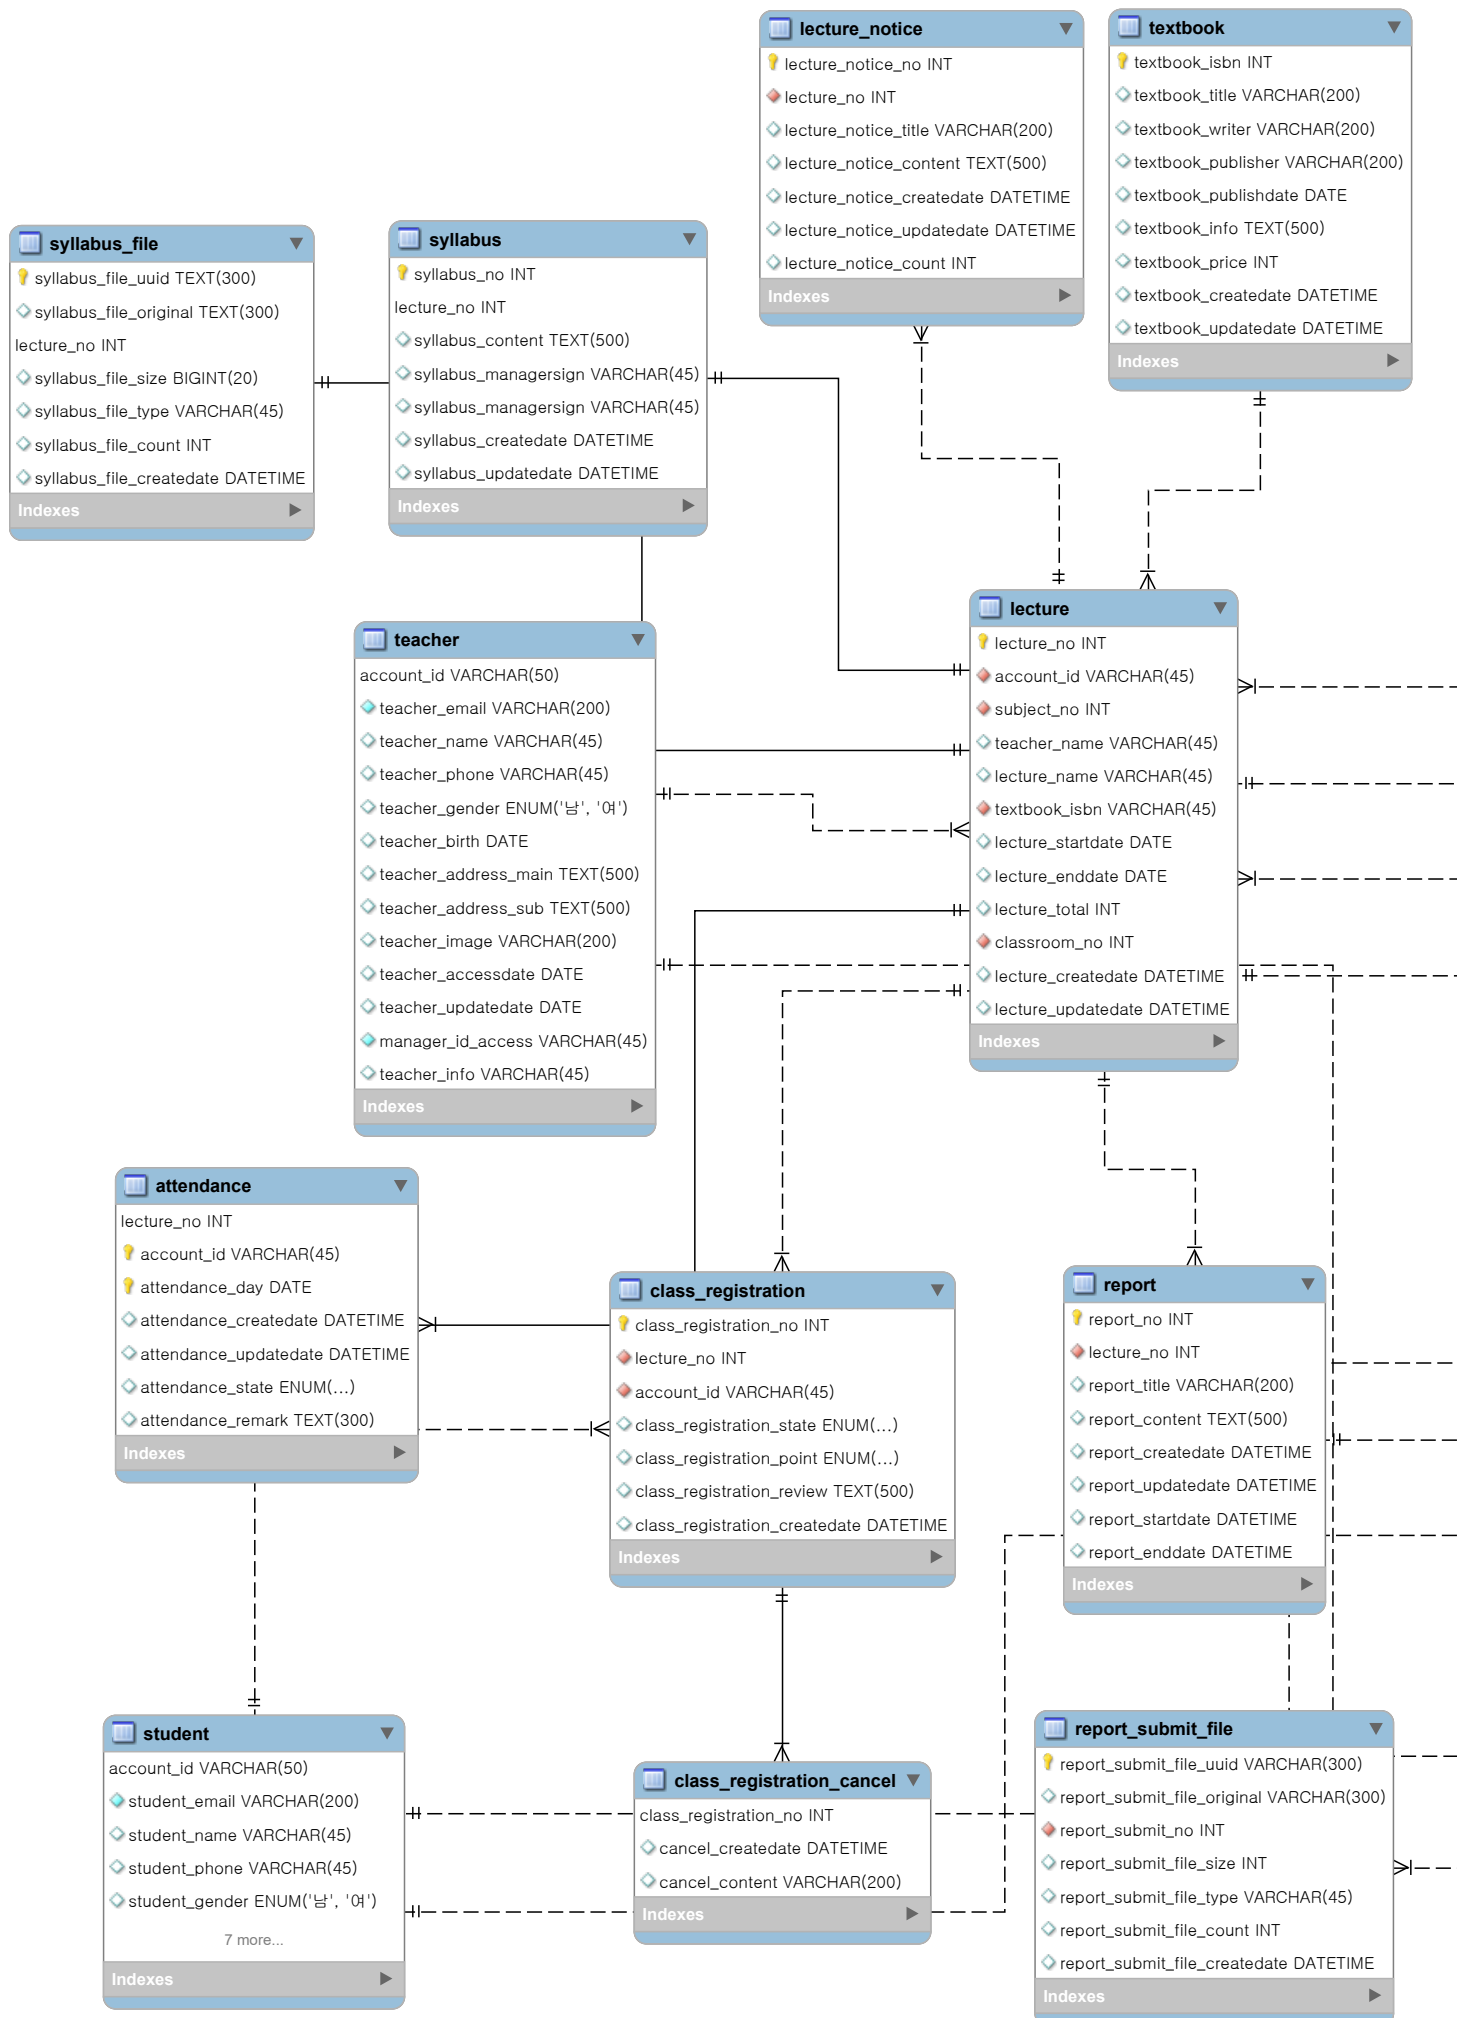 lecture_notice
lecture_notice_no INT
lecture_no INT
lecture_notice_title VARCHAR(200)
lecture_notice_content TEXT(500)
lecture_notice_createdate DATETIME
lecture_notice_updatedate DATETIME
lecture_notice_count INT
Indexes
textbook
textbook_isbn INT
textbook_title VARCHAR(200)
textbook_writer VARCHAR(200)
textbook_publisher VARCHAR(200)
textbook_publishdate DATE
textbook_info TEXT(500)
textbook_price INT
textbook_createdate DATETIME
textbook_updatedate DATETIME
Indexes
syllabus_file
syllabus_file_uuid TEXT(300)
syllabus_file_original TEXT(300)
lecture_no INT
syllabus_file_size BIGINT(20)
syllabus_file_type VARCHAR(45)
syllabus_file_count INT
syllabus_file_createdate DATETIME
Indexes
syllabus
syllabus_no INT
lecture_no INT
syllabus_content TEXT(500)
syllabus_managersign VARCHAR(45)
syllabus_managersign VARCHAR(45)
syllabus_createdate DATETIME
syllabus_updatedate DATETIME
Indexes
teacher
account_id VARCHAR(50)
teacher_email VARCHAR(200)
teacher_name VARCHAR(45)
teacher_phone VARCHAR(45)
teacher_gender ENUM('남', '여')
teacher_birth DATE
teacher_address_main TEXT(500)
teacher_address_sub TEXT(500)
teacher_image VARCHAR(200)
teacher_accessdate DATE
teacher_updatedate DATE
manager_id_access VARCHAR(45)
teacher_info VARCHAR(45)
Indexes
lecture
lecture_no INT
account_id VARCHAR(45)
subject_no INT
teacher_name VARCHAR(45)
lecture_name VARCHAR(45)
textbook_isbn VARCHAR(45)
lecture_startdate DATE
lecture_enddate DATE
lecture_total INT
classroom_no INT
lecture_createdate DATETIME
lecture_updatedate DATETIME
Indexes
attendance
lecture_no INT
account_id VARCHAR(45)
attendance_day DATE
attendance_createdate DATETIME
attendance_updatedate DATETIME
attendance_state ENUM(...)
attendance_remark TEXT(300)
Indexes
class_registration
class_registration_no INT
lecture_no INT
account_id VARCHAR(45)
class_registration_state ENUM(...)
class_registration_point ENUM(...)
class_registration_review TEXT(500)
class_registration_createdate DATETIME
Indexes
report
report_no INT
lecture_no INT
report_title VARCHAR(200)
report_content TEXT(500)
report_createdate DATETIME
report_updatedate DATETIME
report_startdate DATETIME
report_enddate DATETIME
Indexes
student
account_id VARCHAR(50)
student_email VARCHAR(200)
student_name VARCHAR(45)
student_phone VARCHAR(45)
student_gender ENUM('남', '여')
7 more...
Indexes
class_registration_cancel
class_registration_no INT
cancel_createdate DATETIME
cancel_content VARCHAR(200)
Indexes
report_submit_file
report_submit_file_uuid VARCHAR(300)
report_submit_file_original VARCHAR(300)
report_submit_no INT
report_submit_file_size INT
report_submit_file_type VARCHAR(45)
report_submit_file_count INT
report_submit_file_createdate DATETIME
Indexes